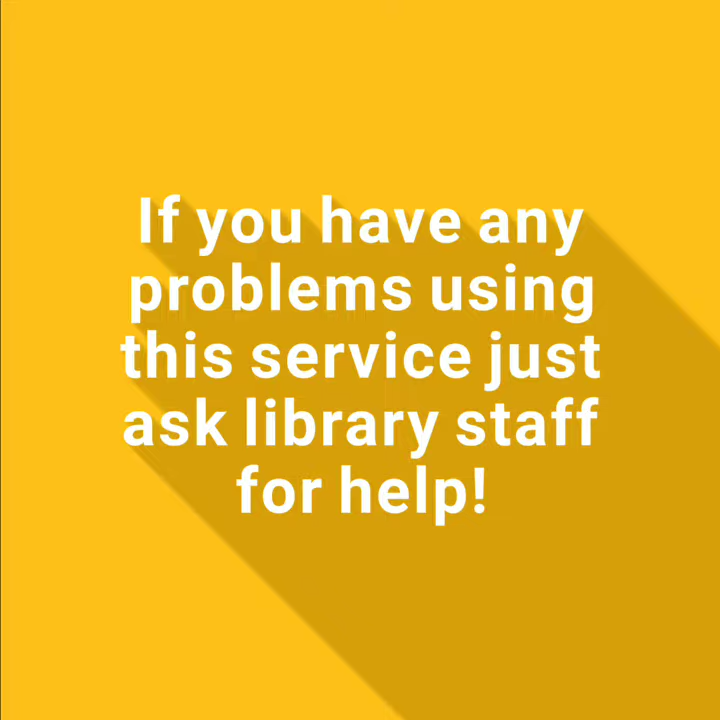 If you have any
problems using
this service just
ask library staff
for help!